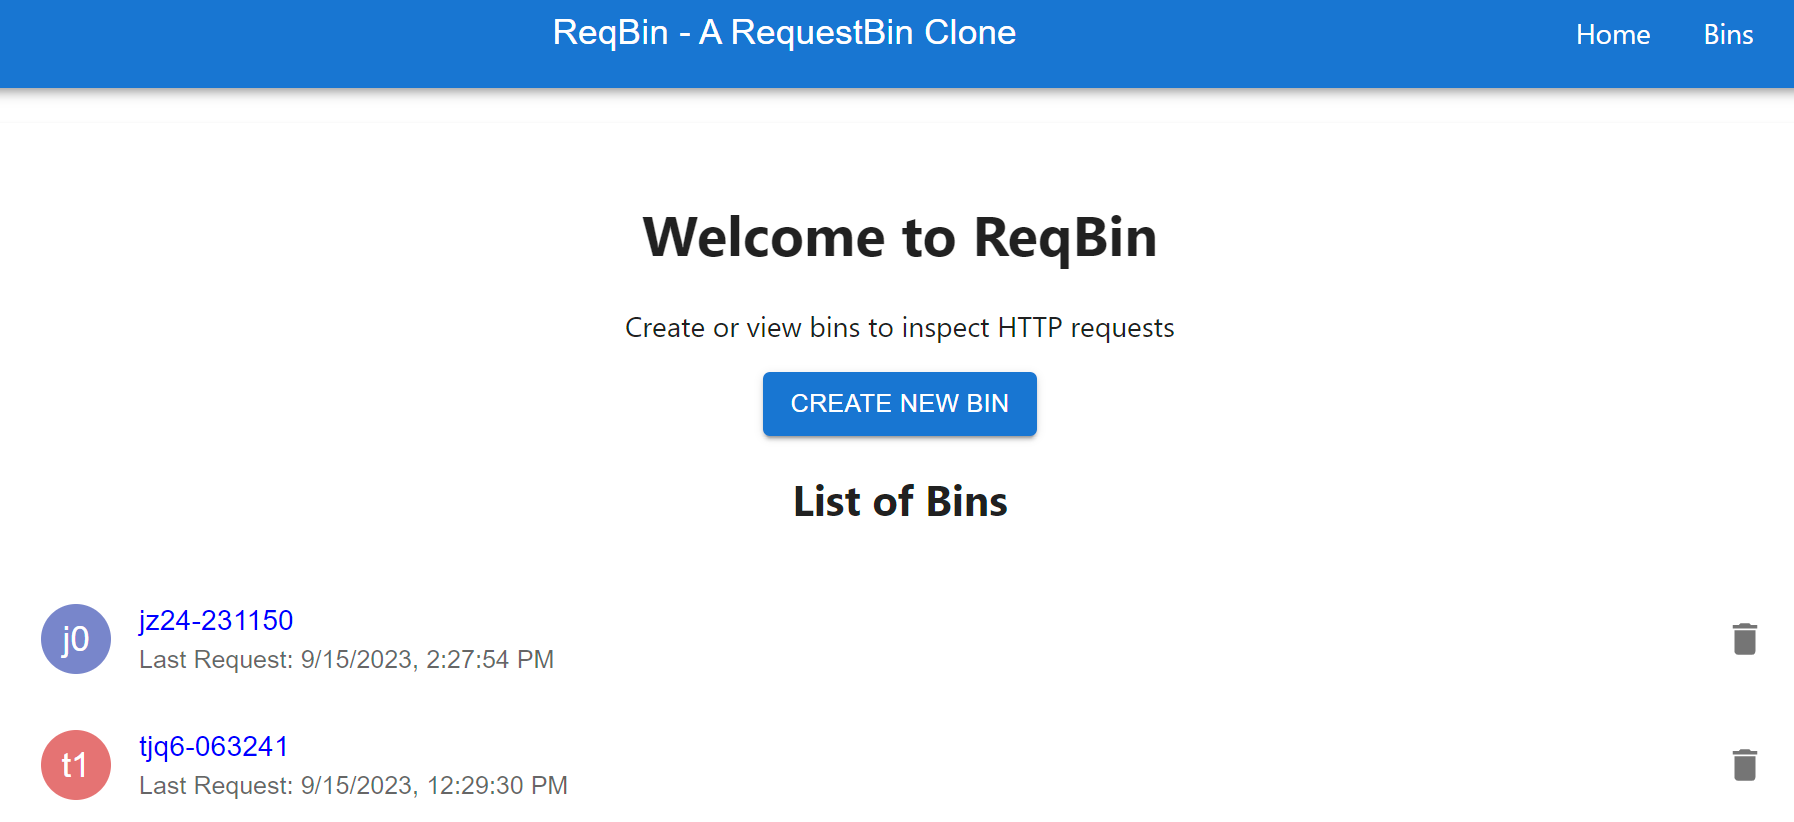 ReqBin - A RequestBin Clone
Home
Bins
Welcome to ReqBin
Create or view bins to inspect HTTP requests
CREATE NEW BIN
List of Bins
j0
jz24-231150
Last Request: 9/15/2023, 2:27:54 PM
t1
tjq6-063241
Last Request: 9/15/2023, 12:29:30 PM